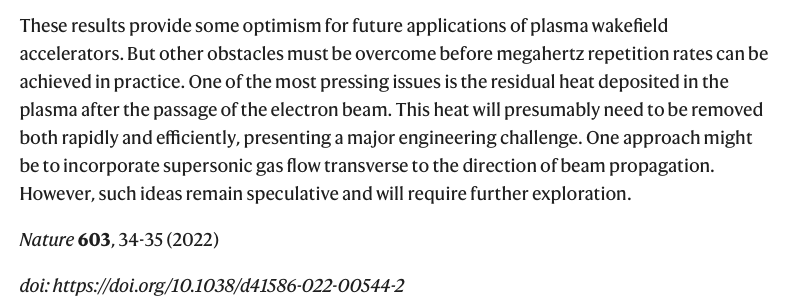 These results provide some optimism for future applications of plasma wakefield
accelerators. But other obstacles must be overcome before megahertz repetition rates can be
achieved in practice. One of the most pressing issues is the residual heat deposited in the
plasma after the passage of the electron beam. This heat will presumably need to be removed
both rapidly and efficiently, presenting a major engineering challenge. One approach might
be to incorporate supersonic gas flow transverse to the direction of beam propagation.
However, such ideas remain speculative and will require further exploration.
Nature 603, 34-35 (2022)
doi: https://doi.org/10.1038/d41586-022-00544-2